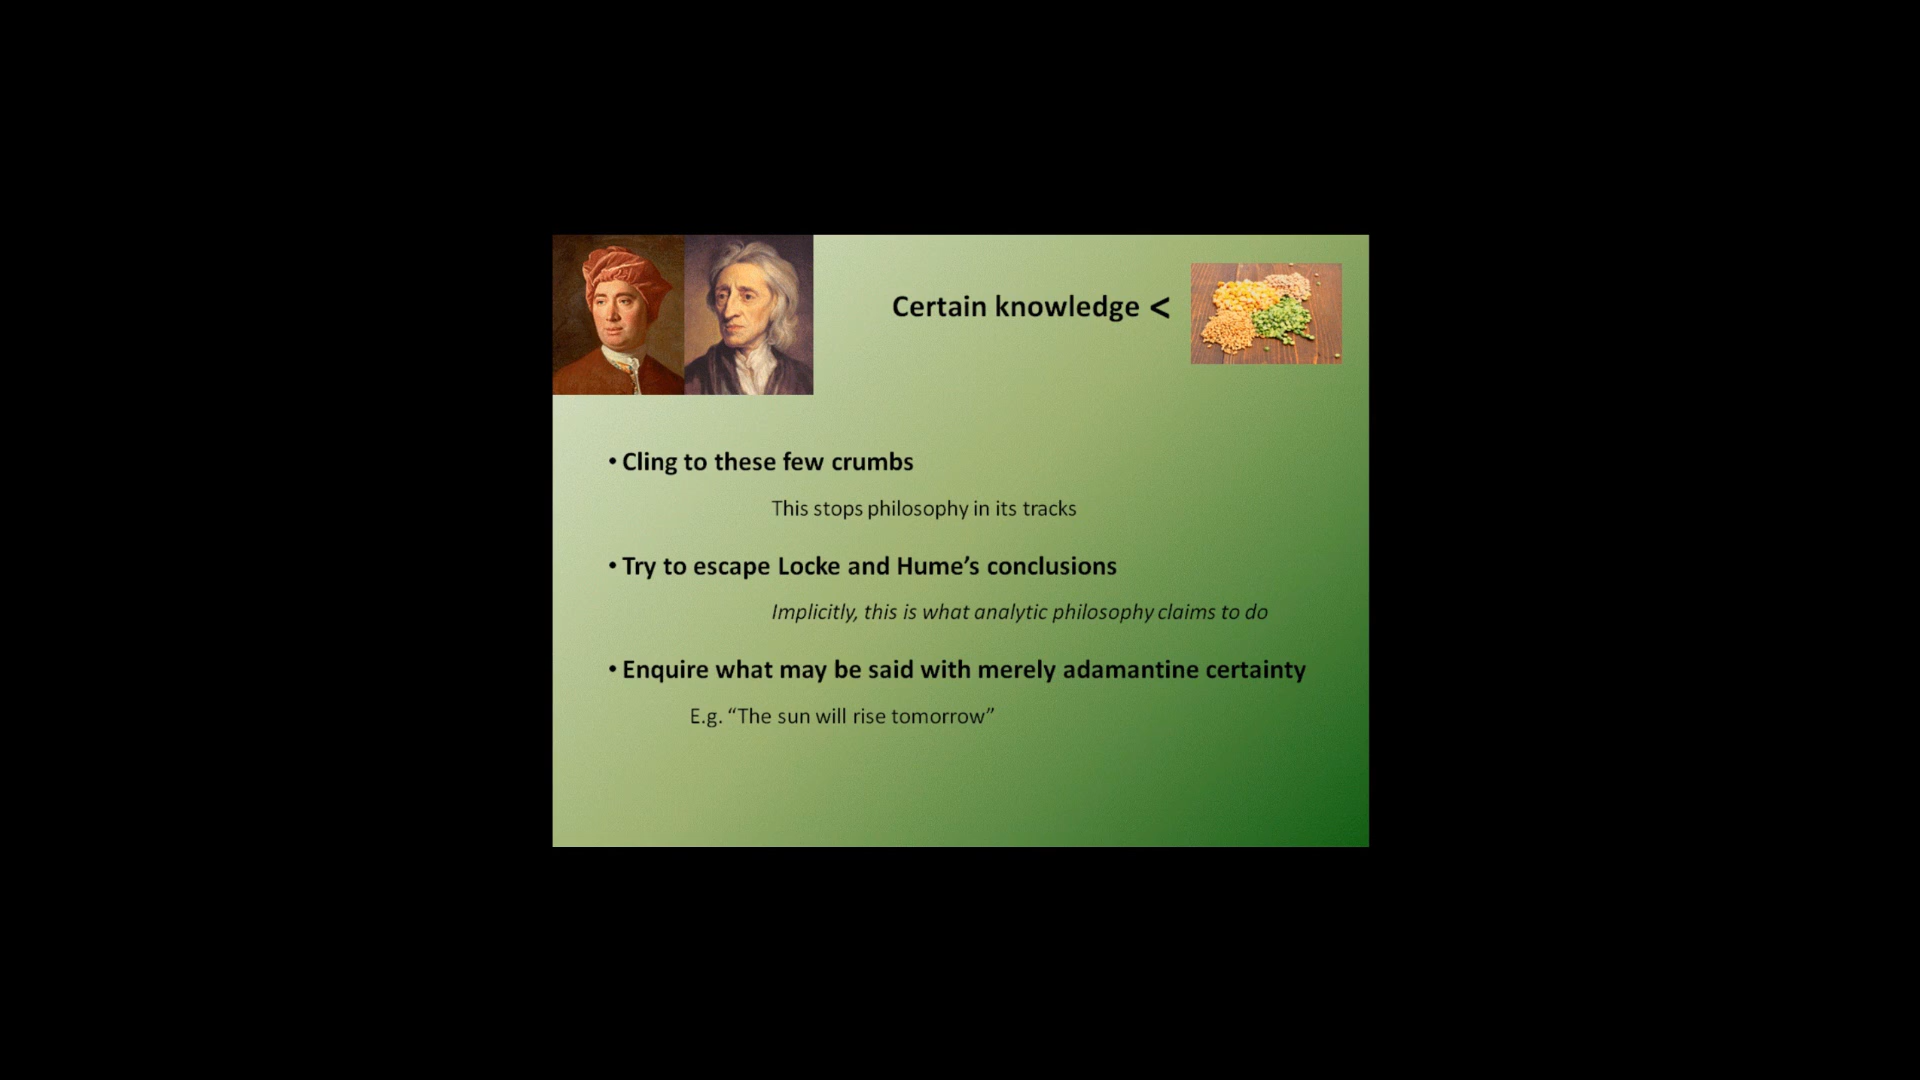 Certain knowledge <
• Cling to these few crumbs
This stops philosophy in its tracks
• Try to escape Locke and Hume’s conclusions
Implicitly, this is what analytic philosophy claims to do
• Enquire what may be said with merely adamantine certainty
E.g. “The sun will rise tomorrow”